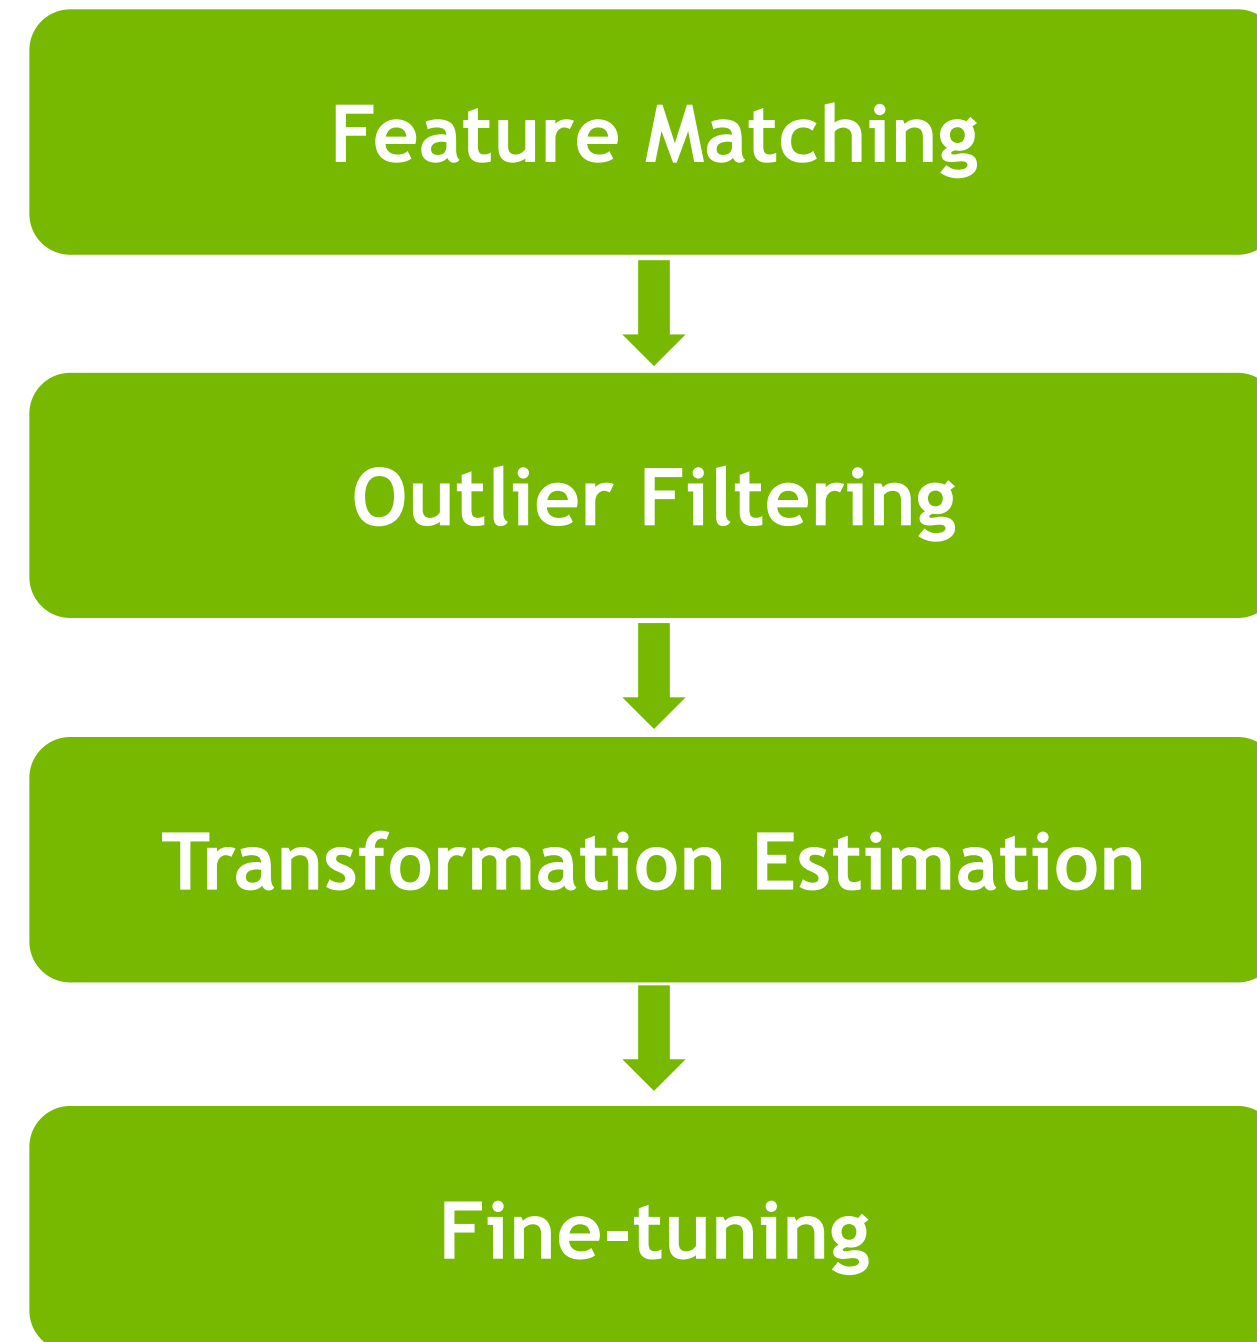 Feature Matching
Outlier Filtering
Transformation Estimation
Fine-tuning